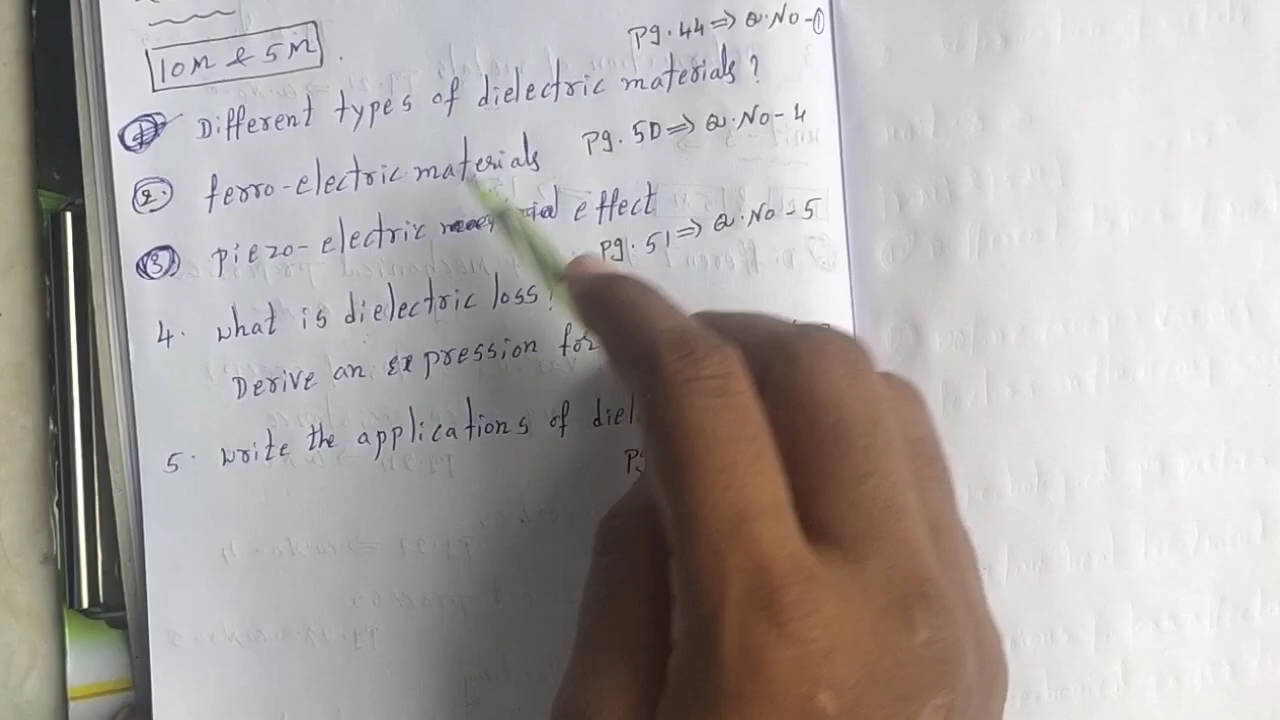 10M & 5M
Pg.44⇒ Q.No-①
① Different types of dielectric materials?
Pg. 50⇒ Q.No-4
② ferro-electric materials
③ piezo-electric effect
Pg. 51⇒ Q.No-5
4. what is dielectric loss?
Derive an expression for
5. write the applications of